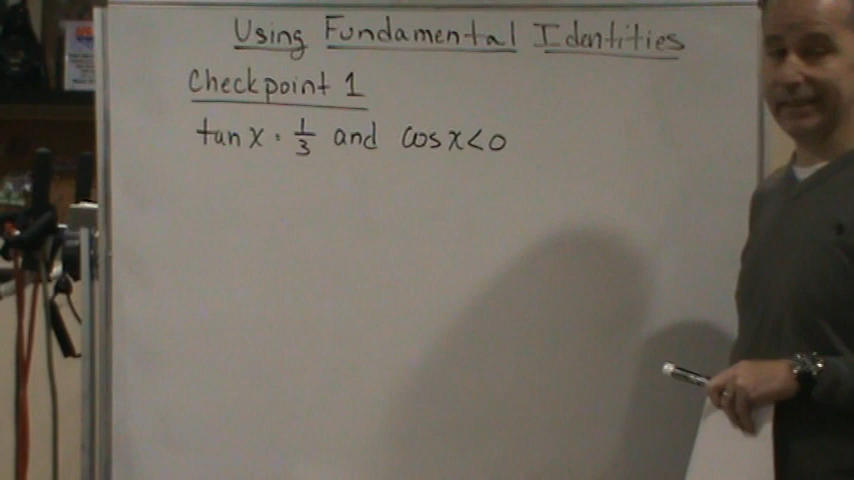 Using Fundamental Identities
Checkpoint 1
tan x = 1/3 and cos x < 0